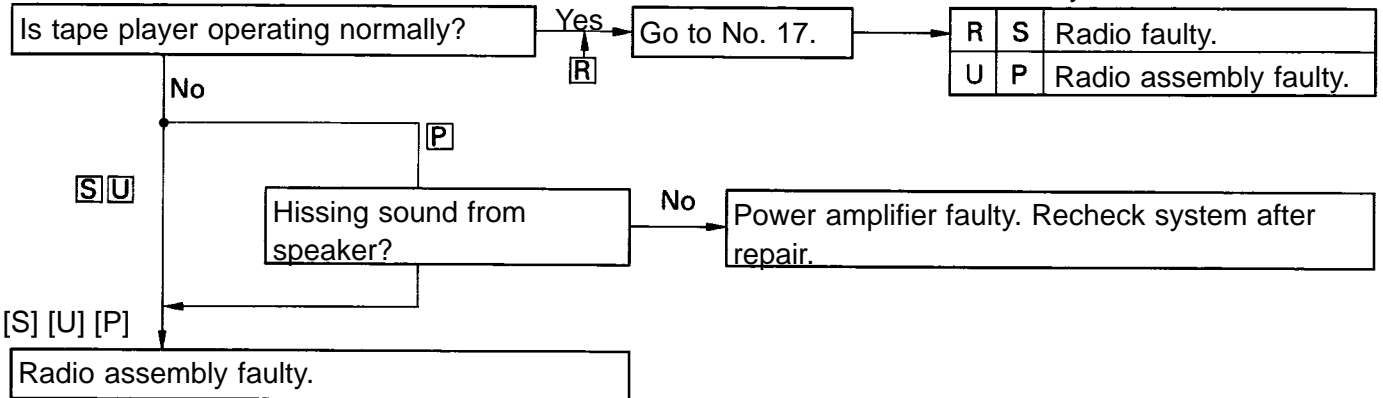 Is tape player operating normally?
Yes
Go to No. 17.
R S Radio faulty.
R
U P Radio assembly faulty.
No
P
S U
Hissing sound from
speaker?
No
Power amplifier faulty. Recheck system after
repair.
[S] [U] [P]
Radio assembly faulty.